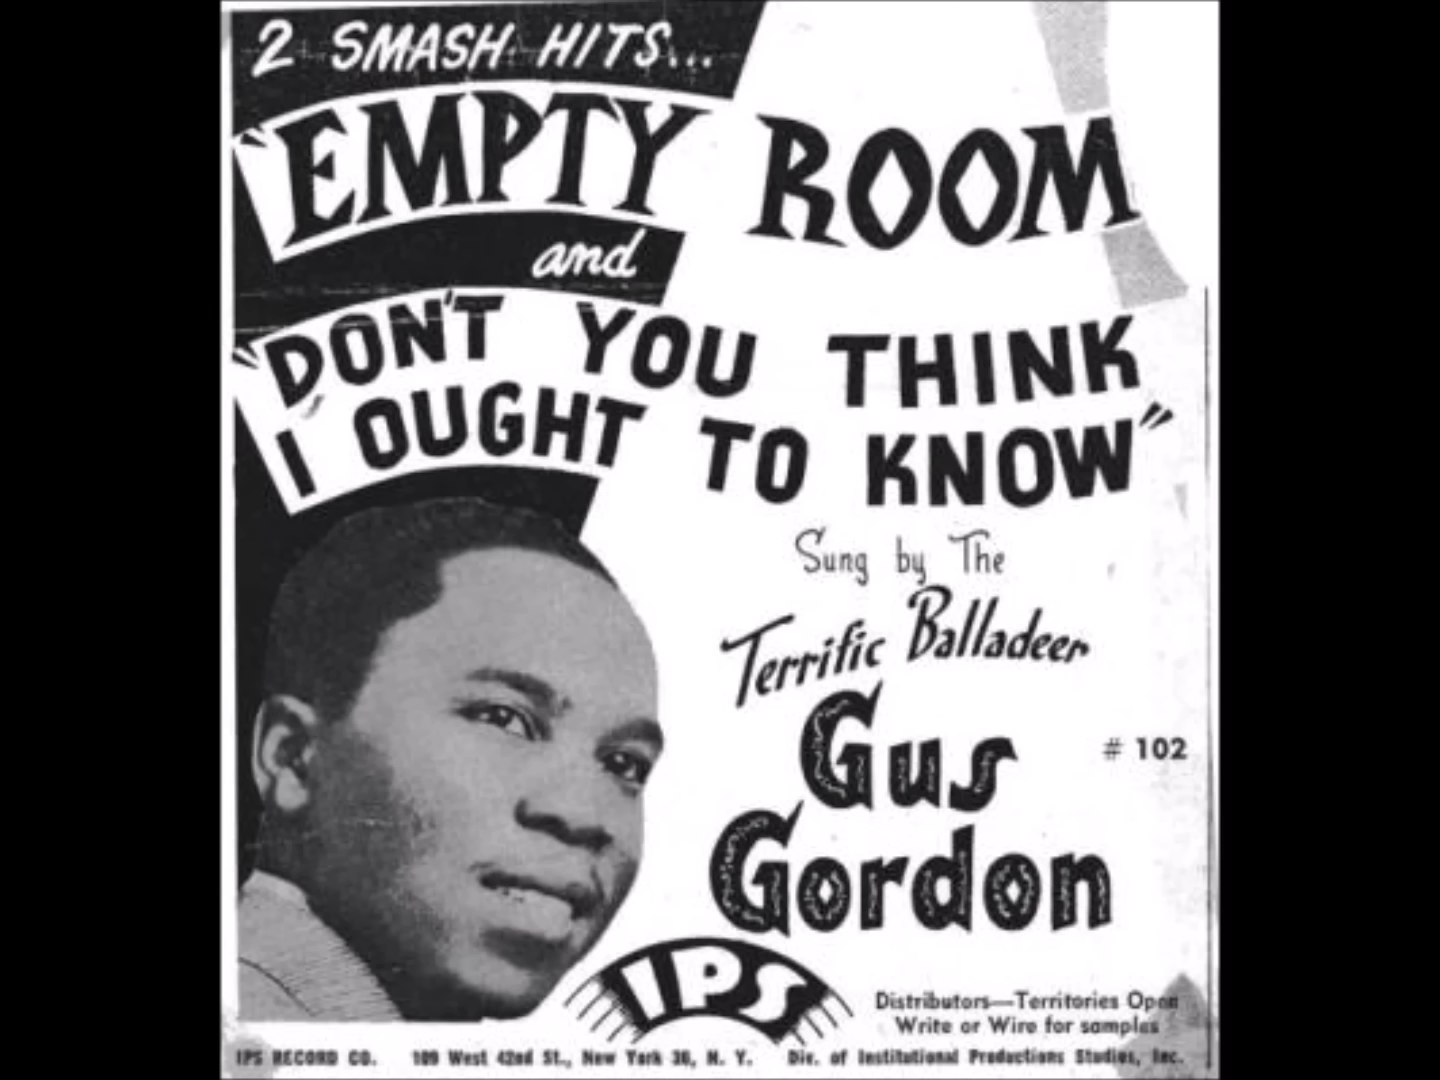 2 SMASH HITS...
"EMPTY ROOM
and
"DON'T YOU THINK
I OUGHT TO KNOW"
Sung by The
Terrific Balladeer
Gus
# 102
Gordon
IPS
Distributors—Territories Open
Write or Wire for samples
IPS RECORD CO. 109 West 42nd St., New York 36, N. Y. Div. of Institutional Productions Studios, Inc.